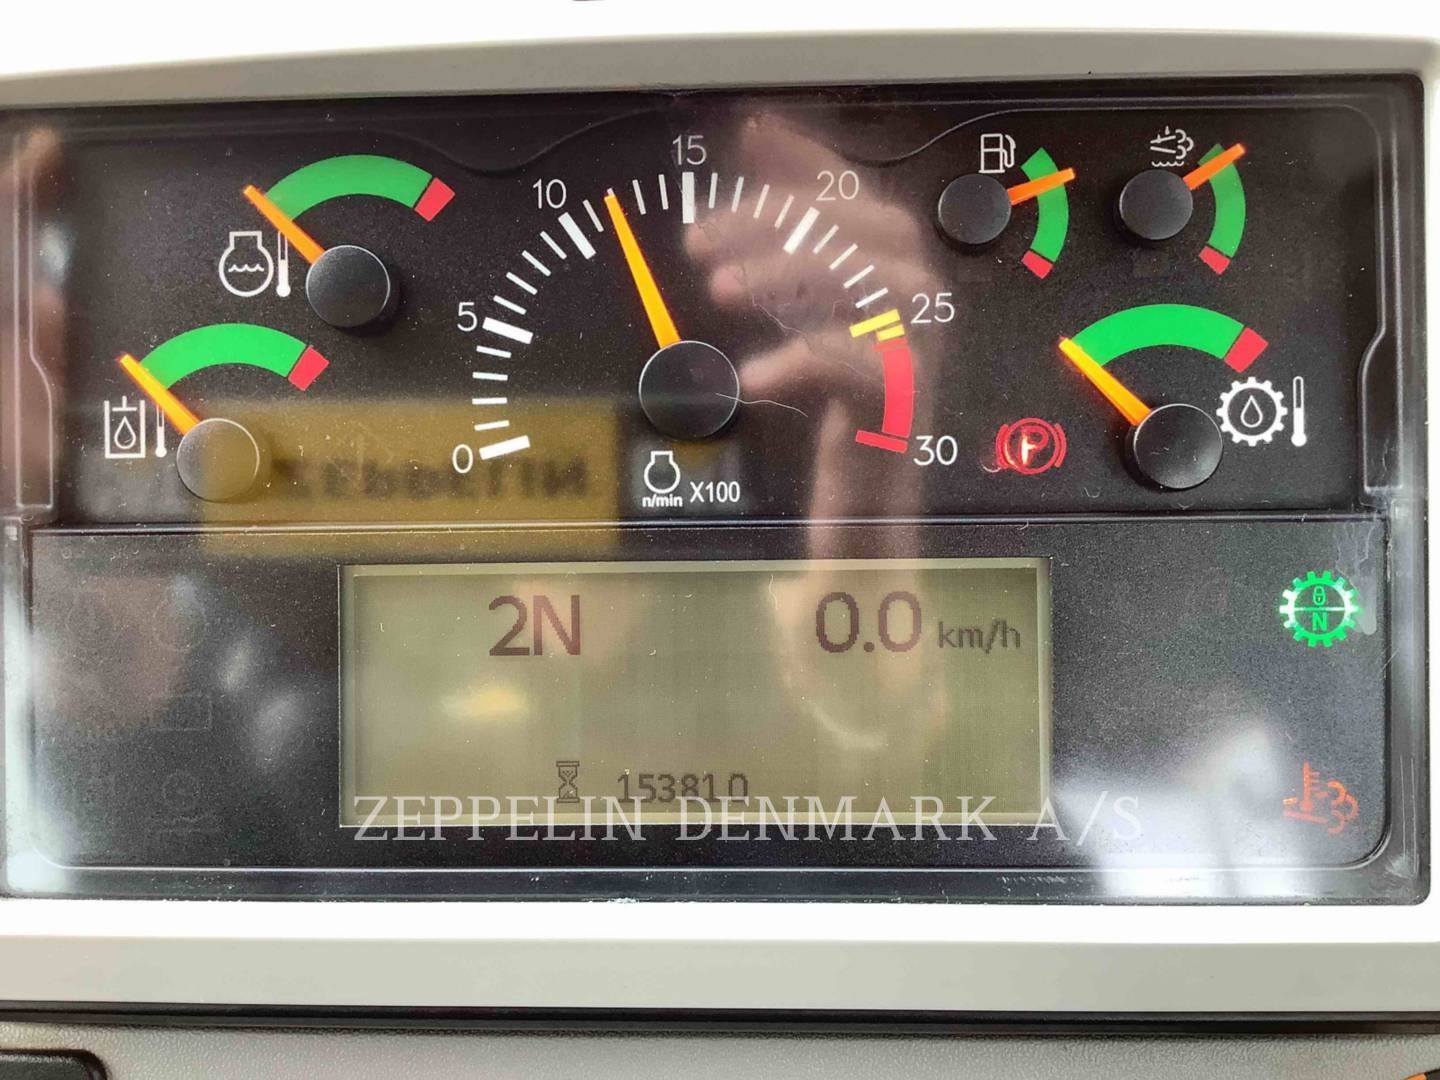 15
10
20
5
25
0
30
n/min X100
P
2N
0.0 km/h
N
15381.0
ZEPPELIN DENMARK A/S